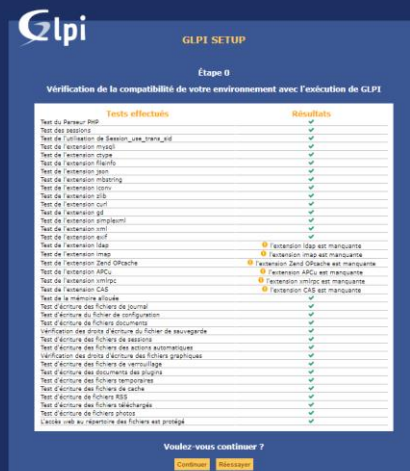 Glpi
GLPI SETUP
Étape 0
Vérification de la compatibilité de votre environnement avec l'exécution de GLPI
Tests effectués Résultats
Test du Parseur PHP
Test des sessions
Test de l'utilisation de Session_use_trans_sid
Test de l'extension mysqli
Test de l'extension ctype
Test de l'extension fileinfo
Test de l'extension json
Test de l'extension mbstring
Test de l'extension iconv
Test de l'extension zlib
Test de l'extension curl
Test de l'extension gd
Test de l'extension simplexml
Test de l'extension xml
Test de l'extension exif
Test de l'extension ldap l'extension ldap est manquante
Test de l'extension imap l'extension imap est manquante
Test de l'extension Zend OPcache l'extension Zend OPcache est manquante
Test de l'extension APCu l'extension APCu est manquante
Test de l'extension xmlrpc l'extension xmlrpc est manquante
Test de l'extension CAS l'extension CAS est manquante
Test de la mémoire allouée
Test d'écriture des fichiers de journal
Test d'écriture du fichier de configuration
Test d'écriture de fichiers documents
Vérification des droits d'écriture du fichier de sauvegarde
Test d'écriture des fichiers de sessions
Test d'écriture des fichiers des actions automatiques
Vérification des droits d'écriture des fichiers graphiques
Test d'écriture des fichiers de verrouillage
Test d'écriture des documents des plugins
Test d'écriture des fichiers temporaires
Test d'écriture des fichiers de cache
Test d'écriture de fichiers RSS
Test d'écriture des fichiers téléchargés
Test d'écriture de fichiers photos
L'accès web au répertoire des fichiers est protégé
Voulez-vous continuer ?
Continuer Réessayer